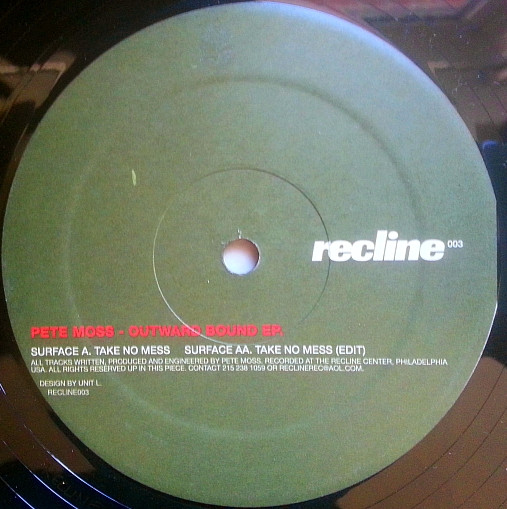 recline 003
PETE MOSS - OUTWARD BOUND EP.
SURFACE A. TAKE NO MESS SURFACE AA. TAKE NO MESS (EDIT)
ALL TRACKS WRITTEN, PRODUCED AND ENGINEERED BY PETE MOSS. RECORDED AT THE RECLINE CENTER, PHILADELPHIA
USA. ALL RIGHTS RESERVED UP IN THIS PIECE. CONTACT 215 238 1059 OR RECLINEREC@AOL.COM.
DESIGN BY UNIT L.
RECLINE003